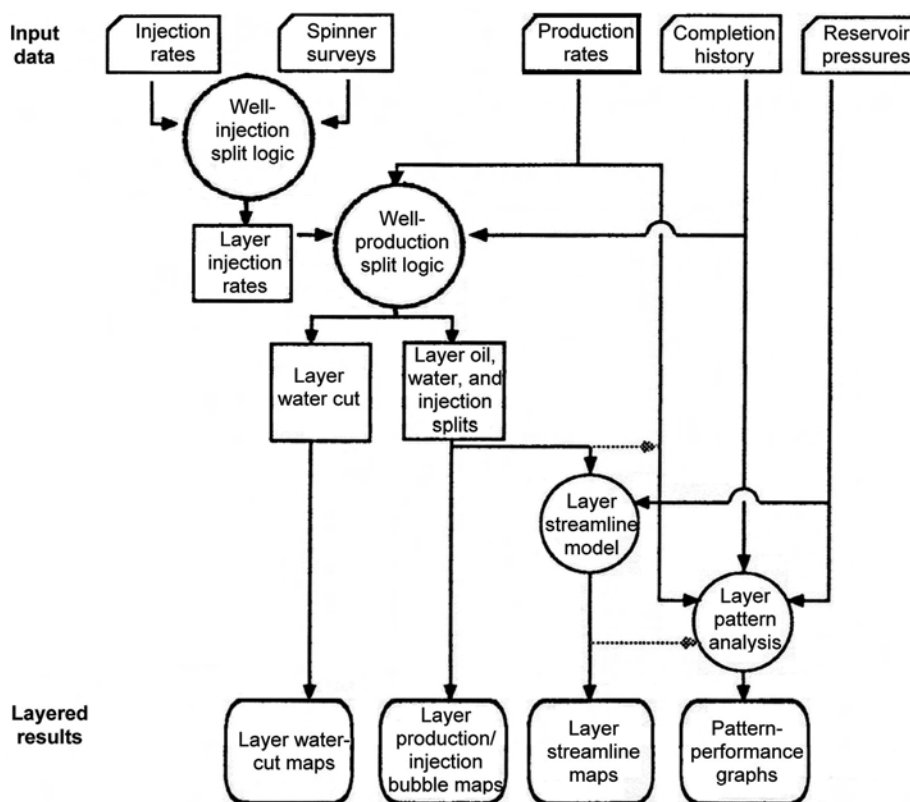 Input
data
Injection
rates
Spinner
surveys
Production
rates
Completion
history
Reservoir
pressures
Well-
injection
split logic
Layer
injection
rates
Well-
production
split logic
Layer
water cut
Layer oil,
water, and
injection
splits
Layer
streamline
model
Layer
pattern
analysis
Layered
results
Layer water-
cut maps
Layer
production/
injection
bubble maps
Layer
streamline
maps
Pattern-
performance
graphs